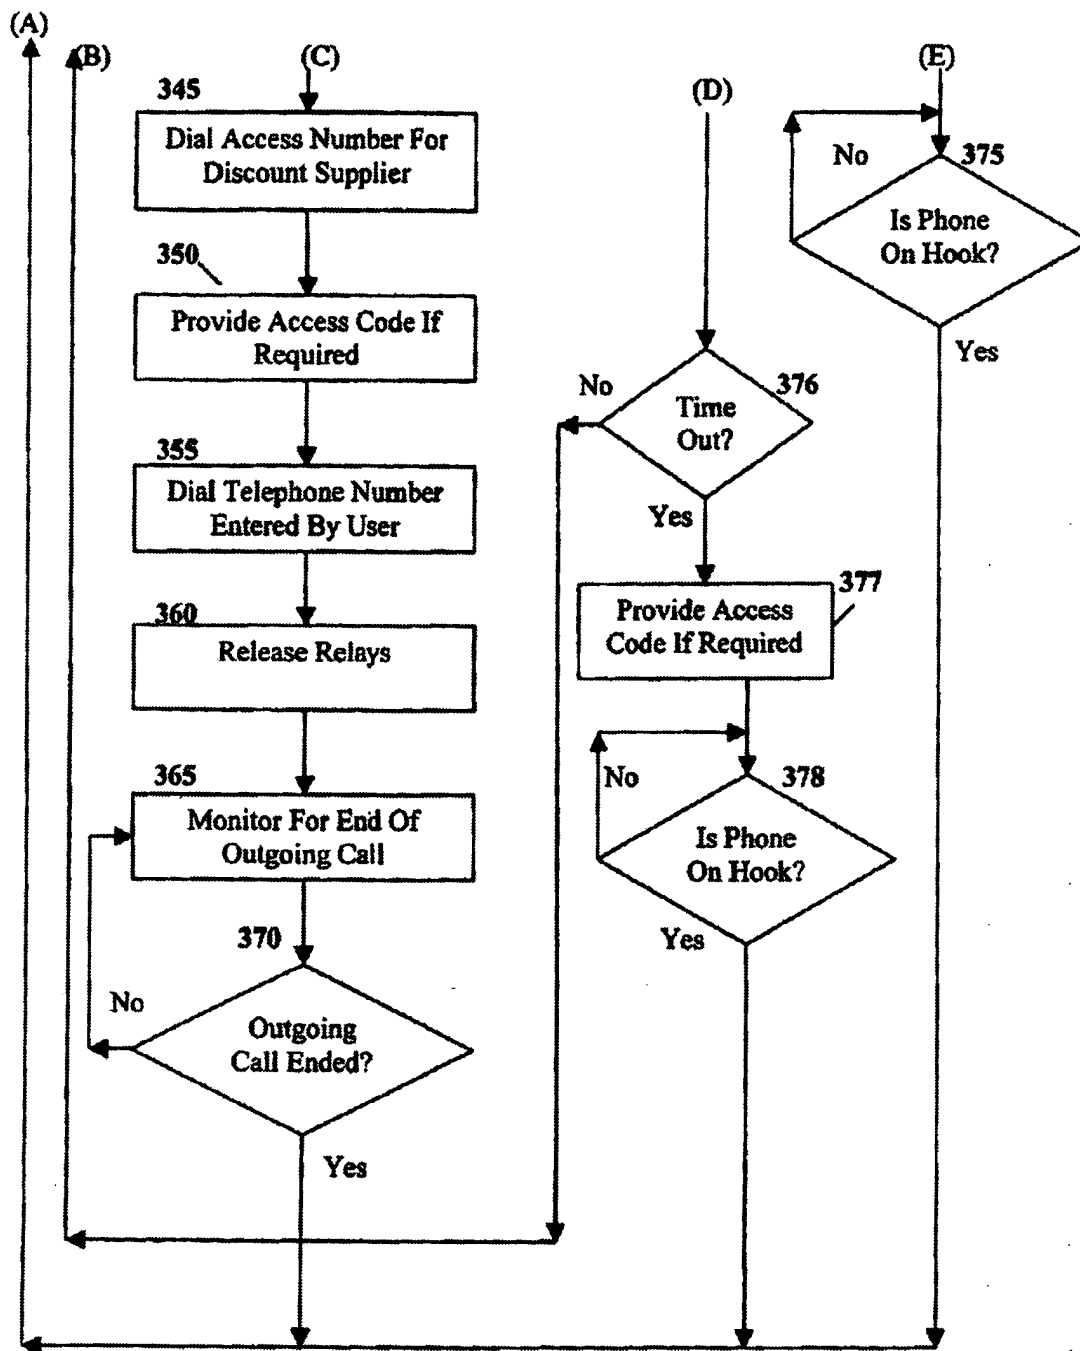 (A)
(B)
(C)
345
Dial Access Number For
Discount Supplier
350
Provide Access Code If
Required
355
Dial Telephone Number
Entered By User
360
Release Relays
365
Monitor For End Of
Outgoing Call
370
No
Outgoing
Call Ended?
Yes
(D)
No
376
Time
Out?
Yes
377
Provide Access
Code If Required
No
378
Is Phone
On Hook?
Yes
(E)
No
375
Is Phone
On Hook?
Yes